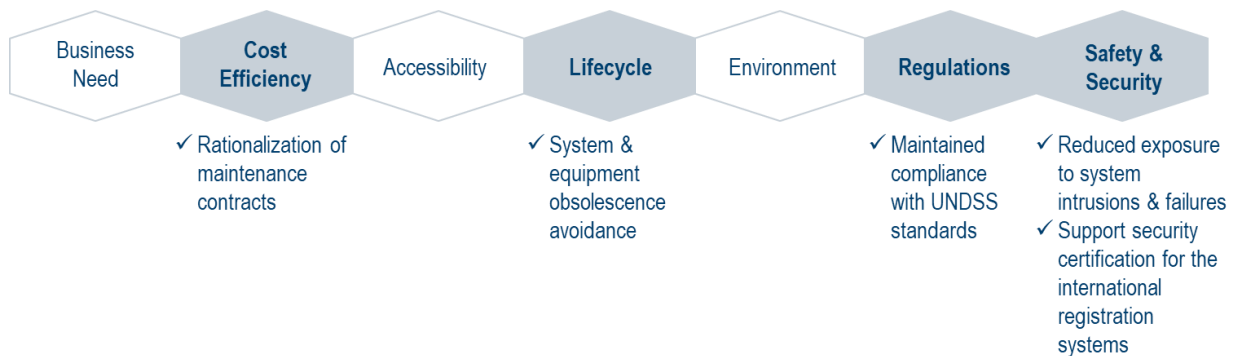 Business
Need
Cost
Efficiency
Accessibility
Lifecycle
Environment
Regulations
Safety &
Security
✓ Rationalization of
maintenance
contracts
✓ System &
equipment
obsolescence
avoidance
✓ Maintained
compliance
with UNDSS
standards
✓ Reduced exposure
to system
intrusions & failures
✓ Support security
certification for the
international
registration
systems